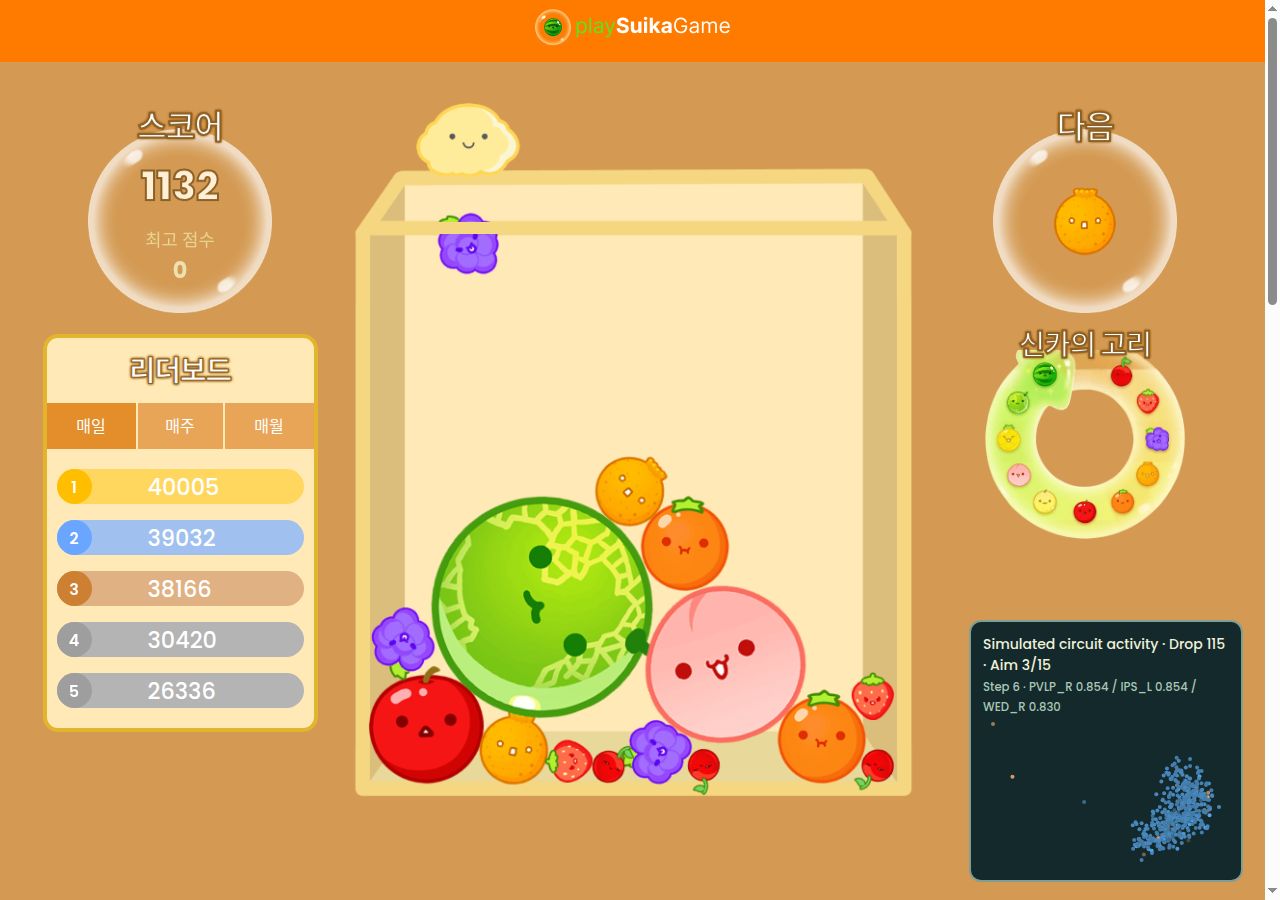 playSuikaGame
스코어
1132
최고 점수
0
리더보드
매일 매주 매월
1 40005
2 39032
3 38166
4 30420
5 26336
다음
신카의 고리
Simulated circuit activity · Drop 115
· Aim 3/15
Step 6 · PVLP_R 0.854 / IPS_L 0.854 /
WED_R 0.830